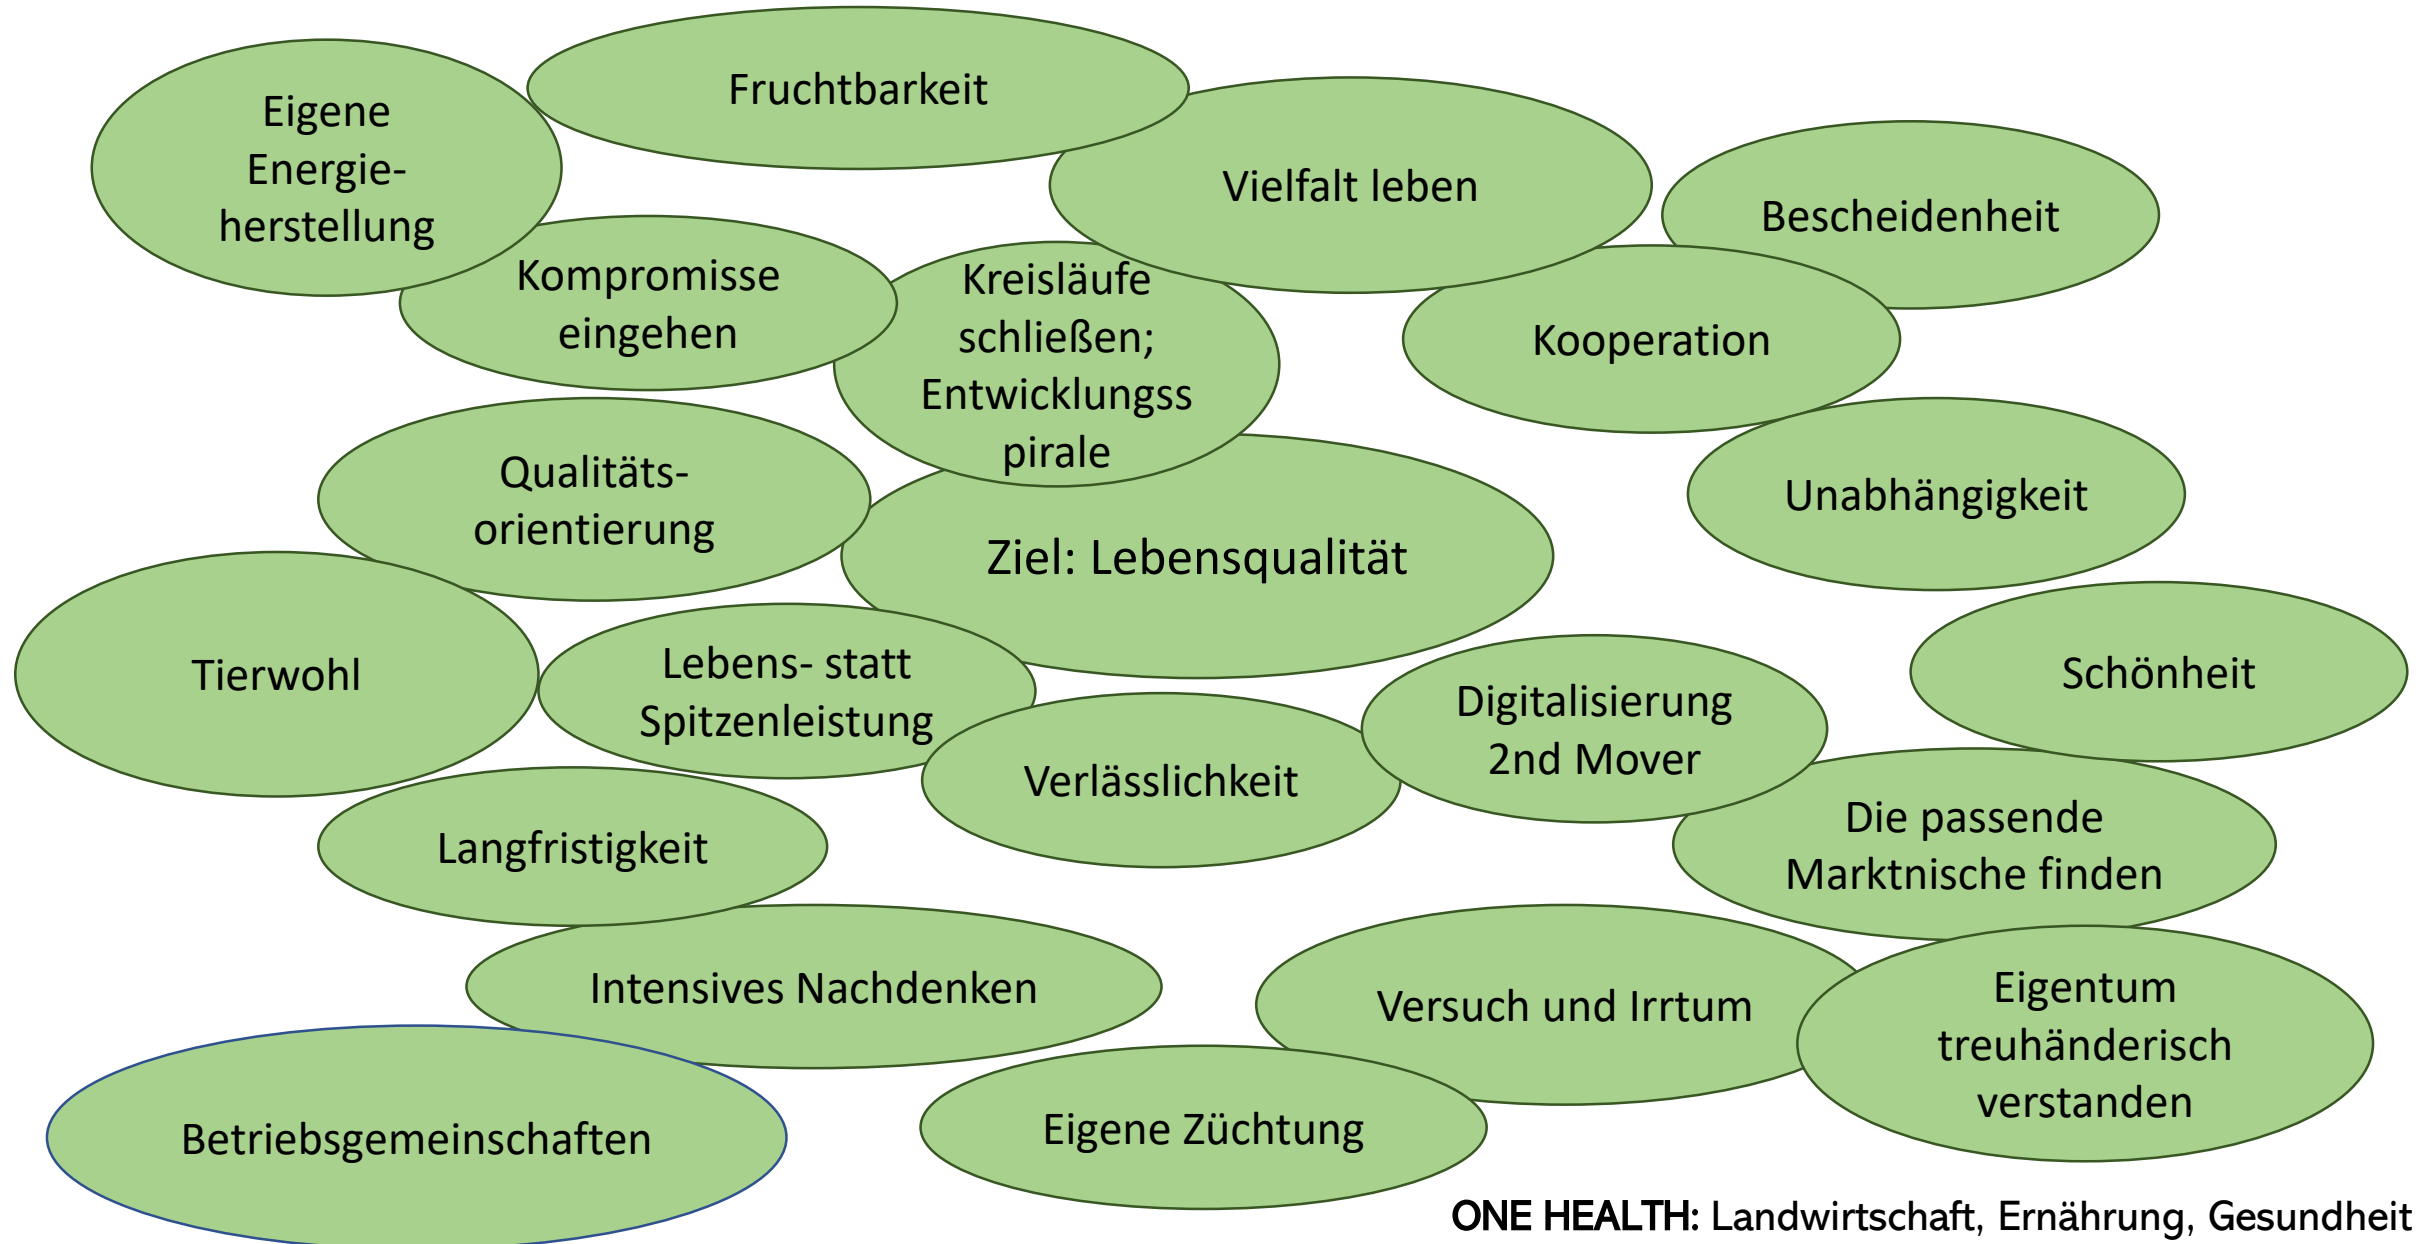 Fruchtbarkeit
Eigene
Energie-
herstellung
Vielfalt leben
Bescheidenheit
Kompromisse
eingehen
Kreisläufe
schließen;
Entwicklungss
pirale
Kooperation
Qualitäts-
orientierung
Unabhängigkeit
Ziel: Lebensqualität
Tierwohl
Lebens- statt
Spitzenleistung
Schönheit
Digitalisierung
2nd Mover
Verlässlichkeit
Langfristigkeit
Die passende
Marktnische finden
Intensives Nachdenken
Versuch und Irrtum
Eigentum
treuhänderisch
verstanden
Betriebsgemeinschaften
Eigene Züchtung
ONE HEALTH: Landwirtschaft, Ernährung, Gesundheit